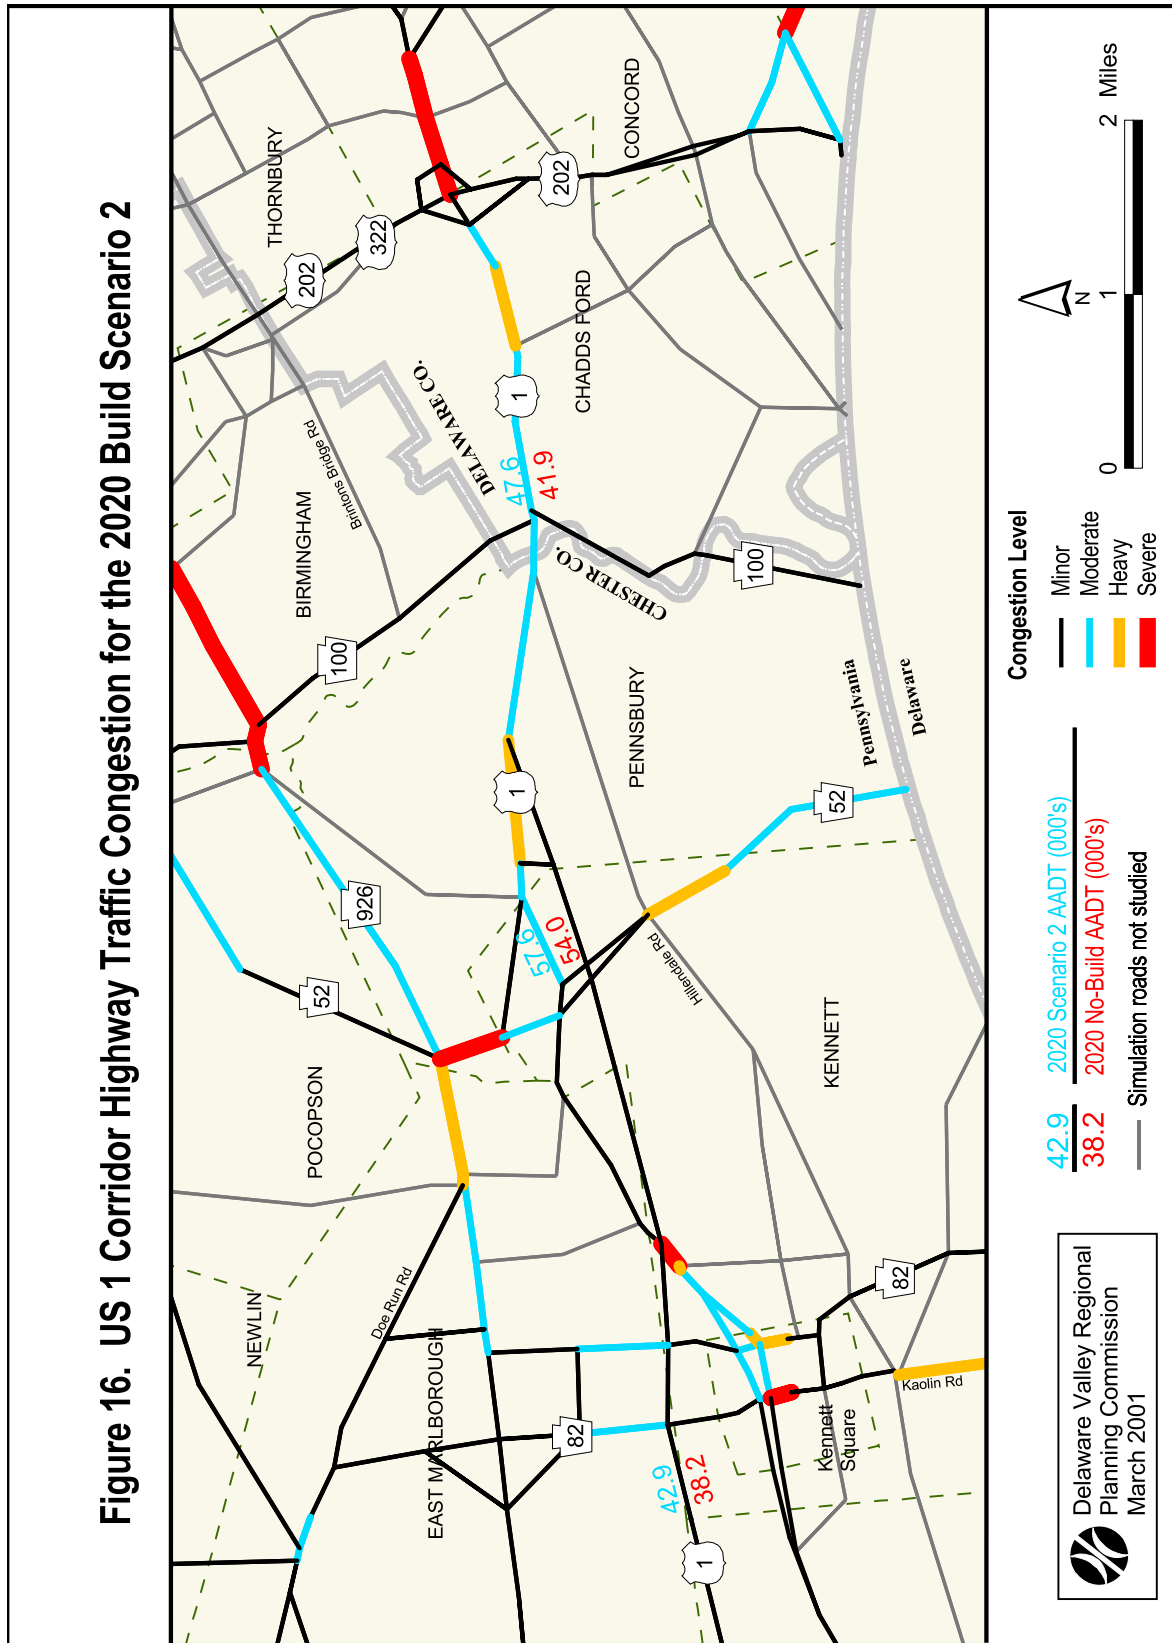 Figure 16.  US 1 Corridor Highway Traffic Congestion for the 2020 Build Scenario 2
THORNBURY
202
322
CONCORD
202
DELAWARE CO.
CHADDS FORD
1
Brintons Bridge Rd
BIRMINGHAM
47.6
41.9
CHESTER CO.
100
100
PENNSBURY
1
Pennsylvania
Delaware
52
926
57.6
54.0
52
Hillendale Rd
POCOPSON
KENNETT
NEWLIN
Doe Run Rd
EAST MARLBOROUGH
82
82
Kaolin Rd
Kennett
Square
42.9
38.2
1
Delaware Valley Regional
Planning Commission
March 2001
42.9 2020 Scenario 2 AADT (000's)
38.2 2020 No-Build AADT (000's)
Simulation roads not studied
Congestion Level
Minor
Moderate
Heavy
Severe
N
0 1 2 Miles